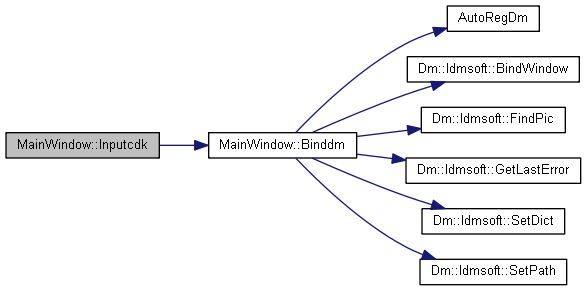 AutoRegDm
Dm::Idmsoft::BindWindow
Dm::Idmsoft::FindPic
MainWindow::Inputcdk
MainWindow::Binddm
Dm::Idmsoft::GetLastError
Dm::Idmsoft::SetDict
Dm::Idmsoft::SetPath